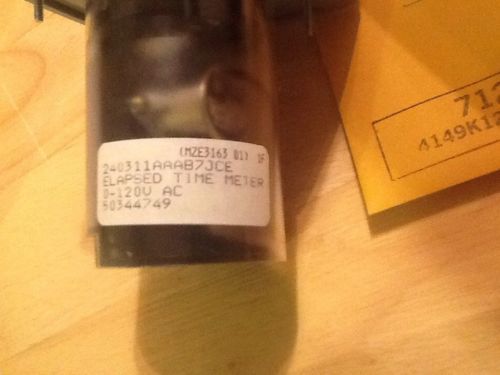 (MZE3163 01) 1F
240311AAAB7JCE
ELAPSED TIME METER
0-120V AC
50344749
712
4149K12